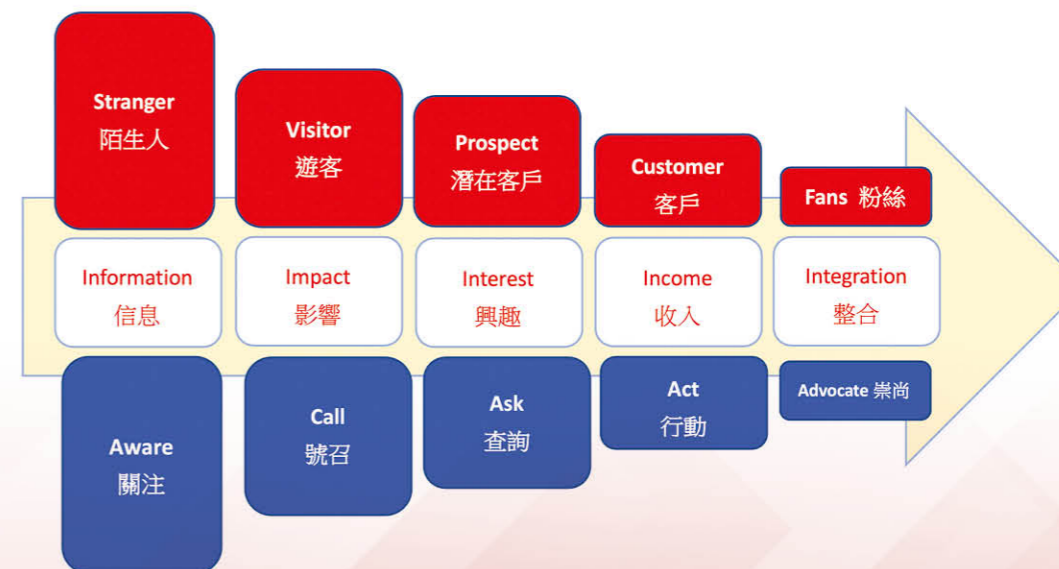 Stranger
陌生人
Visitor
遊客
Prospect
潛在客戶
Customer
客戶
Fans 粉絲
Information
信息
Impact
影響
Interest
興趣
Income
收入
Integration
整合
Aware
關注
Call
號召
Ask
查詢
Act
行動
Advocate 崇尚